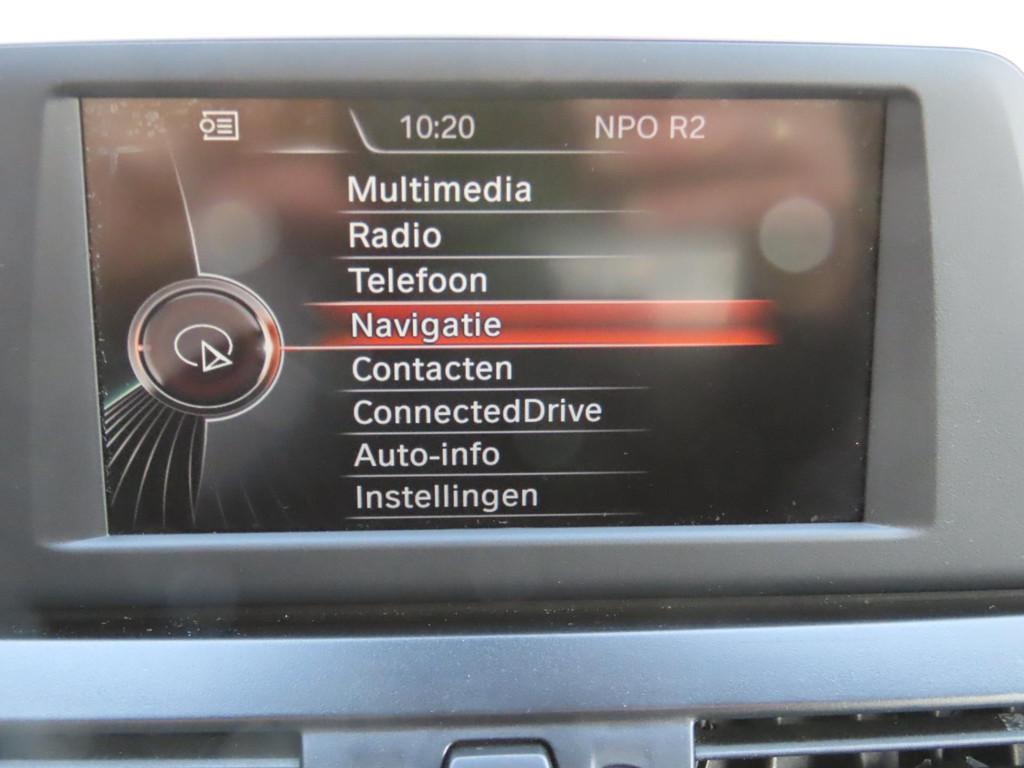 10:20 NPO R2
Multimedia
Radio
Telefoon
Navigatie
Contacten
ConnectedDrive
Auto-info
Instellingen